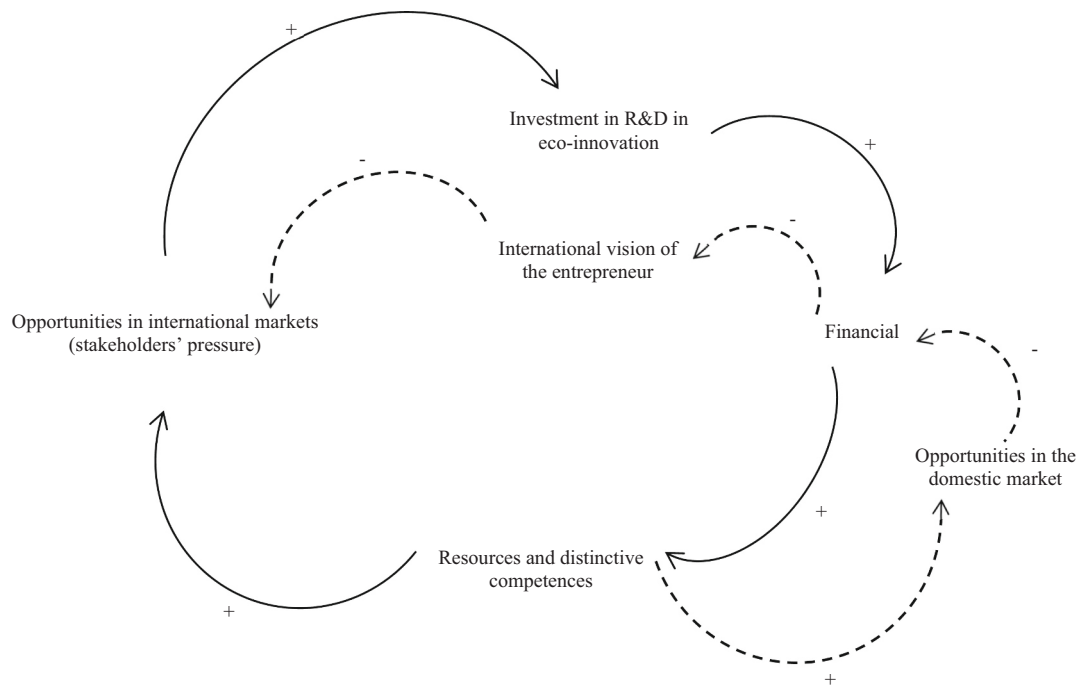 +
Investment in R&D in
eco-innovation
+
-
-
International vision of
the entrepreneur
Opportunities in international markets
(stakeholders’ pressure)
Financial
-
Opportunities in the
domestic market
+
Resources and distinctive
competences
+
+